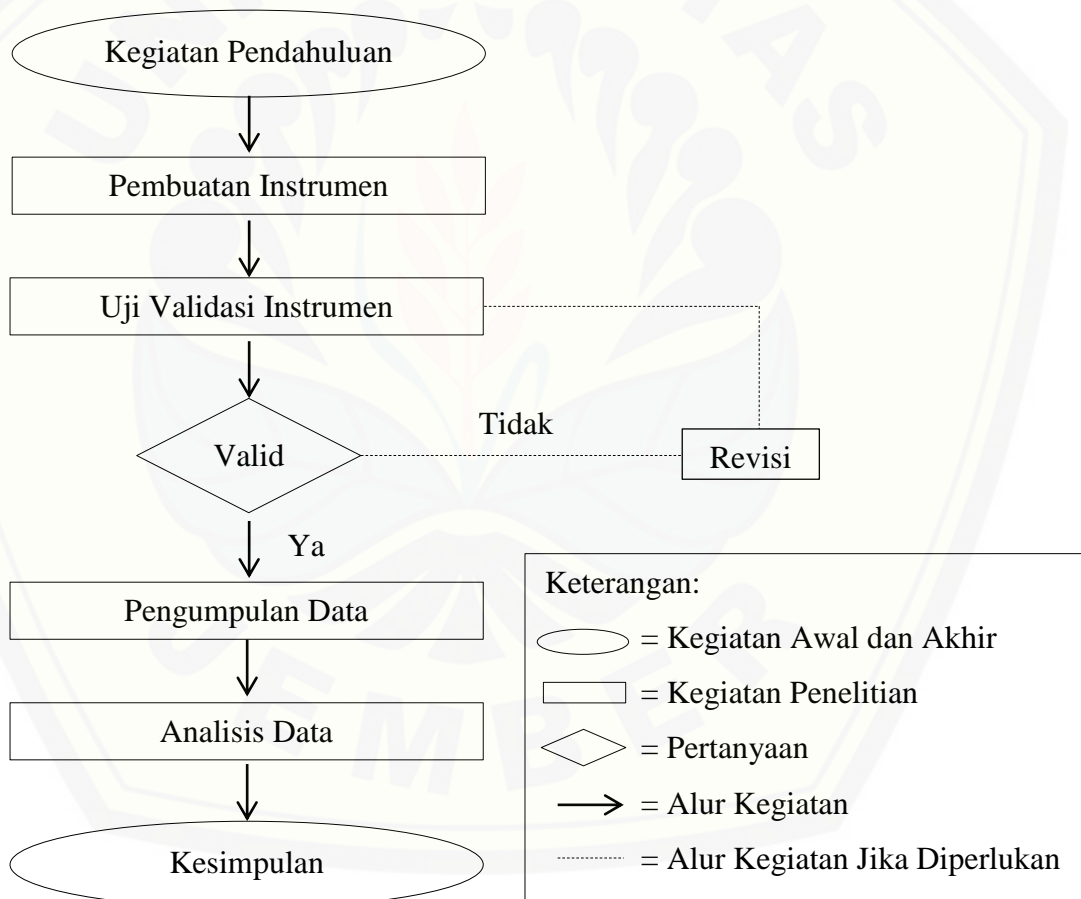 Kegiatan Pendahuluan
Pembuatan Instrumen
Uji Validasi Instrumen
Tidak
Valid
Revisi
Ya
Pengumpulan Data
Analisis Data
Kesimpulan
Keterangan:
= Kegiatan Awal dan Akhir
= Kegiatan Penelitian
= Pertanyaan
= Alur Kegiatan
= Alur Kegiatan Jika Diperlukan